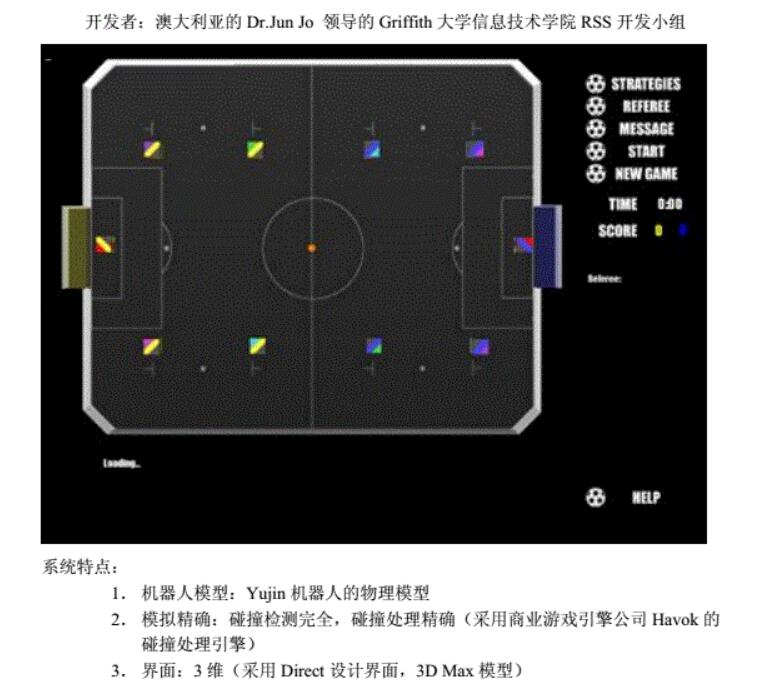 开发者：澳大利亚的 Dr.Jun Jo 领导的 Griffith 大学信息技术学院 RSS 开发小组
STRATEGIES
REFEREE
MESSAGE
START
NEW GAME
TIME 0:00
SCORE 0 0
Referee:
Loading..
HELP
系统特点：
1. 机器人模型：Yujin 机器人的物理模型
2. 模拟精确：碰撞检测完全，碰撞处理精确（采用商业游戏引擎公司 Havok 的
碰撞处理引擎）
3. 界面：3 维（采用 Direct 设计界面，3D Max 模型）